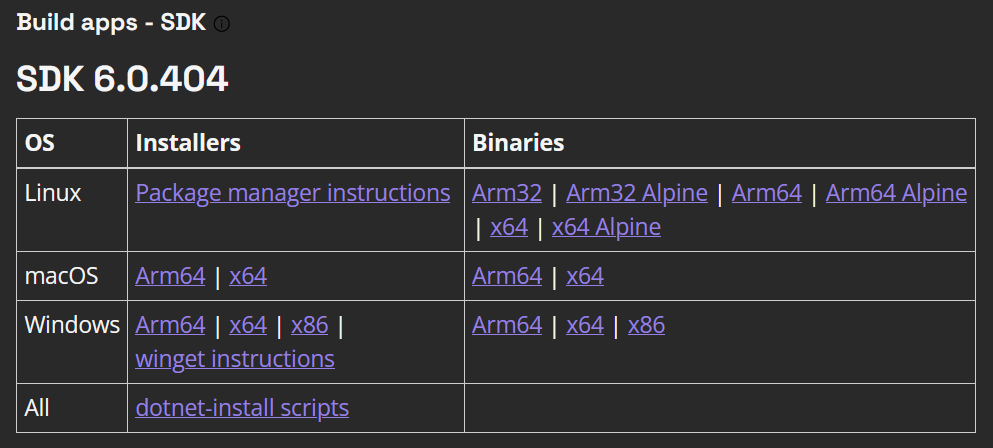 Build apps - SDK
SDK 6.0.404
OS Installers Binaries
Linux Package manager instructions Arm32 | Arm32 Alpine | Arm64 | Arm64 Alpine
| x64 | x64 Alpine
macOS Arm64 | x64 Arm64 | x64
Windows Arm64 | x64 | x86 | Arm64 | x64 | x86
winget instructions
All dotnet-install scripts